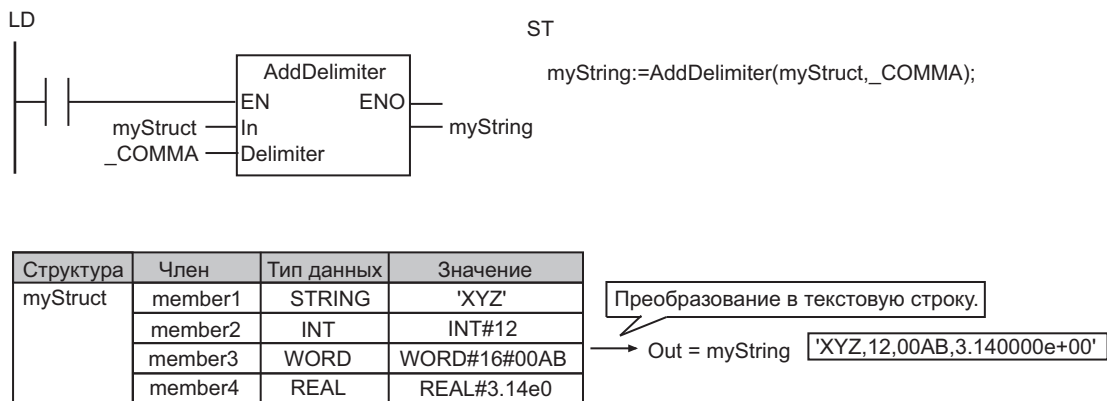 LD
ST
AddDelimiter
myString:=AddDelimiter(myStruct,_COMMA);
EN ENO
myStruct In myString
_COMMA Delimiter
Структура Член Тип данных Значение
myStruct member1 STRING 'XYZ'
Преобразование в текстовую строку.
member2 INT INT#12
member3 WORD WORD#16#00AB
Out = myString 'XYZ,12,00AB,3.140000e+00'
member4 REAL REAL#3.14e0